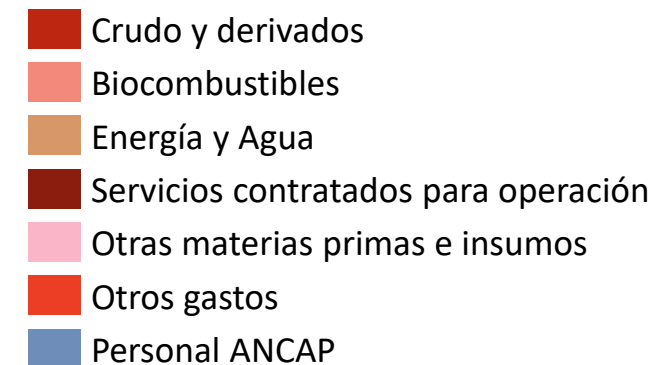 Crudo y derivados
Biocombustibles
Energía y Agua
Servicios contratados para operación
Otras materias primas e insumos
Otros gastos
Personal ANCAP